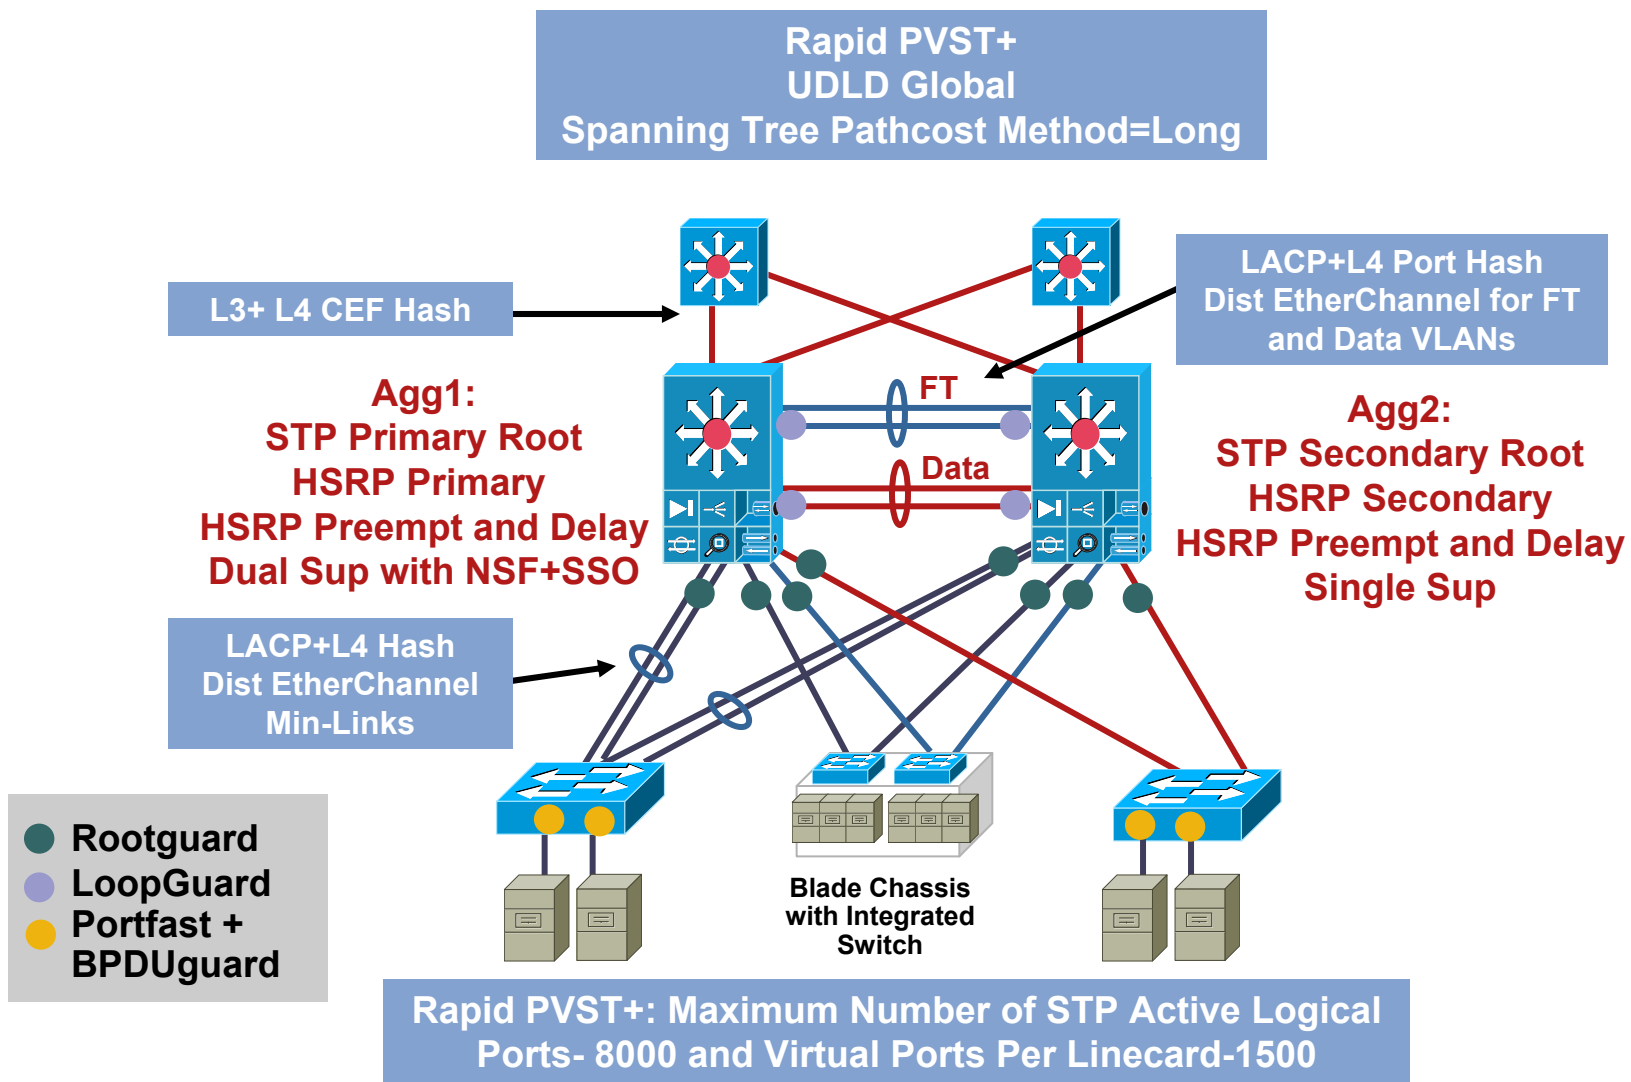 Rapid PVST+
UDLD Global
Spanning Tree Pathcost Method=Long
L3+ L4 CEF Hash
LACP+L4 Port Hash
Dist EtherChannel for FT
and Data VLANs
Agg1:
STP Primary Root
HSRP Primary
HSRP Preempt and Delay
Dual Sup with NSF+SSO
FT
Data
Agg2:
STP Secondary Root
HSRP Secondary
HSRP Preempt and Delay
Single Sup
LACP+L4 Hash
Dist EtherChannel
Min-Links
Rootguard
LoopGuard
Portfast +
BPDUguard
Blade Chassis
with Integrated
Switch
Rapid PVST+: Maximum Number of STP Active Logical
Ports- 8000 and Virtual Ports Per Linecard-1500